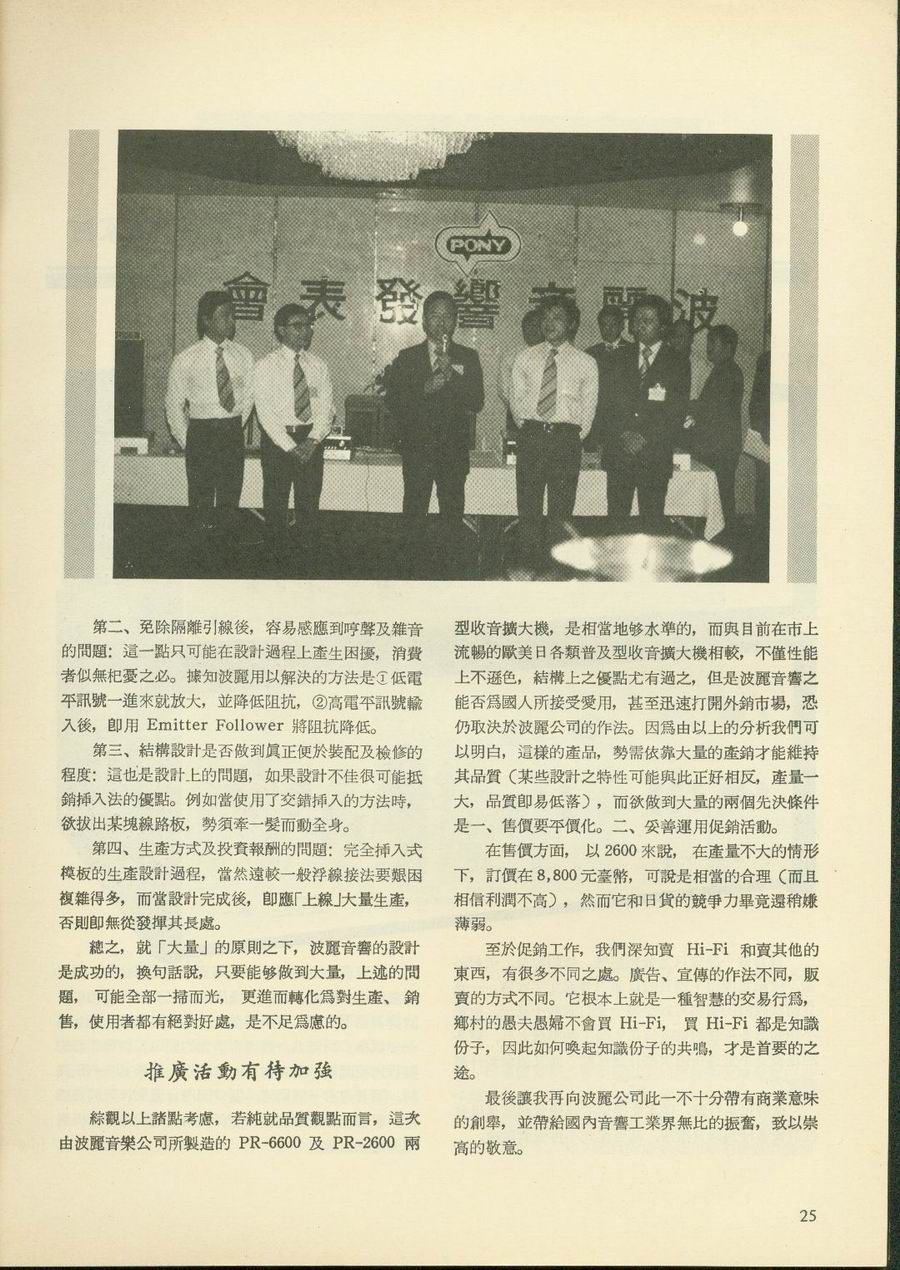 PONY
會表發響音麗波
第二、免除隔離引線後，容易感應到哼聲及雜音
的問題：這一點只可能在設計過程上產生困擾，消費
者似無杞憂之必。據知波麗用以解決的方法是①低電
平訊號一進來就放大，並降低阻抗，②高電平訊號輸
入後，卽用 Emitter Follower 將阻抗降低。
第三、結構設計是否做到眞正便於裝配及檢修的
程度：這也是設計上的問題，如果設計不佳很可能抵
銷揷入法的優點。例如當使用了交錯揷入的方法時，
欲拔出某塊線路板，勢須牽一髮而動全身。
第四、生產方式及投資報酬的問題：完全揷入式
模板的生產設計過程，當然遠較一般浮線接法要艱困
複雜得多，而當設計完成後，卽應「上線」大量生產，
否則卽無從發揮其長處。
總之，就「大量」的原則之下，波麗音響的設計
是成功的，換句話說，只要能够做到大量，上述的問
題，可能全部一掃而光，更進而轉化爲對生產、銷
售，使用者都有絕對好處，是不足爲慮的。
推廣活動有待加強
綜觀以上諸點考慮，若純就品質觀點而言，這次
由波麗音樂公司所製造的 PR-6600 及 PR-2600 兩
型收音擴大機，是相當地够水準的，而與目前在市上
流暢的歐美日各類普及型收音擴大機相較，不僅性能
上不遜色，結構上之優點尤有過之，但是波麗音響之
能否爲國人所接受愛用，甚至迅速打開外銷市場，恐
仍取決於波麗公司的作法。因爲由以上的分析我們可
以明白，這樣的產品，勢需依靠大量的產銷才能維持
其品質（某些設計之特性可能與此正好相反，產量一
大，品質卽易低落），而欲做到大量的兩個先決條件
是一、售價要平價化。二、妥善運用促銷活動。
在售價方面，以 2600 來說，在產量不大的情形
下，訂價在 8,800 元臺幣，可說是相當的合理（而且
相信利潤不高），然而它和日貨的競爭力畢竟還稍嫌
薄弱。
至於促銷工作，我們深知賣 Hi-Fi 和賣其他的
東西，有很多不同之處。廣告、宣傳的作法不同，販
賣的方式不同。它根本上就是一種智慧的交易行爲，
鄉村的愚夫愚婦不會買 Hi-Fi，買 Hi-Fi 都是知識
份子，因此如何喚起知識份子的共鳴，才是首要的之
途。
最後讓我再向波麗公司此一不十分帶有商業意味
的創舉，並帶給國內音響工業界無比的振奮，致以崇
高的敬意。
25